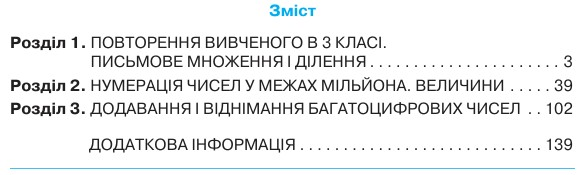 Зміст
Розділ 1. ПОВТОРЕННЯ ВИВЧЕНОГО В 3 КЛАСІ.
ПИСЬМОВЕ МНОЖЕННЯ І ДІЛЕННЯ . . . . . . . . . . . . . . . . . . . . . 3
Розділ 2. НУМЕРАЦІЯ ЧИСЕЛ У МЕЖАХ МІЛЬЙОНА. ВЕЛИЧИНИ . . . . . 39
Розділ 3. ДОДАВАННЯ І ВІДНІМАННЯ БАГАТОЦИФРОВИХ ЧИСЕЛ . . 102
ДОДАТКОВА ІНФОРМАЦІЯ . . . . . . . . . . . . . . . . . . . . . . . . . . . 139